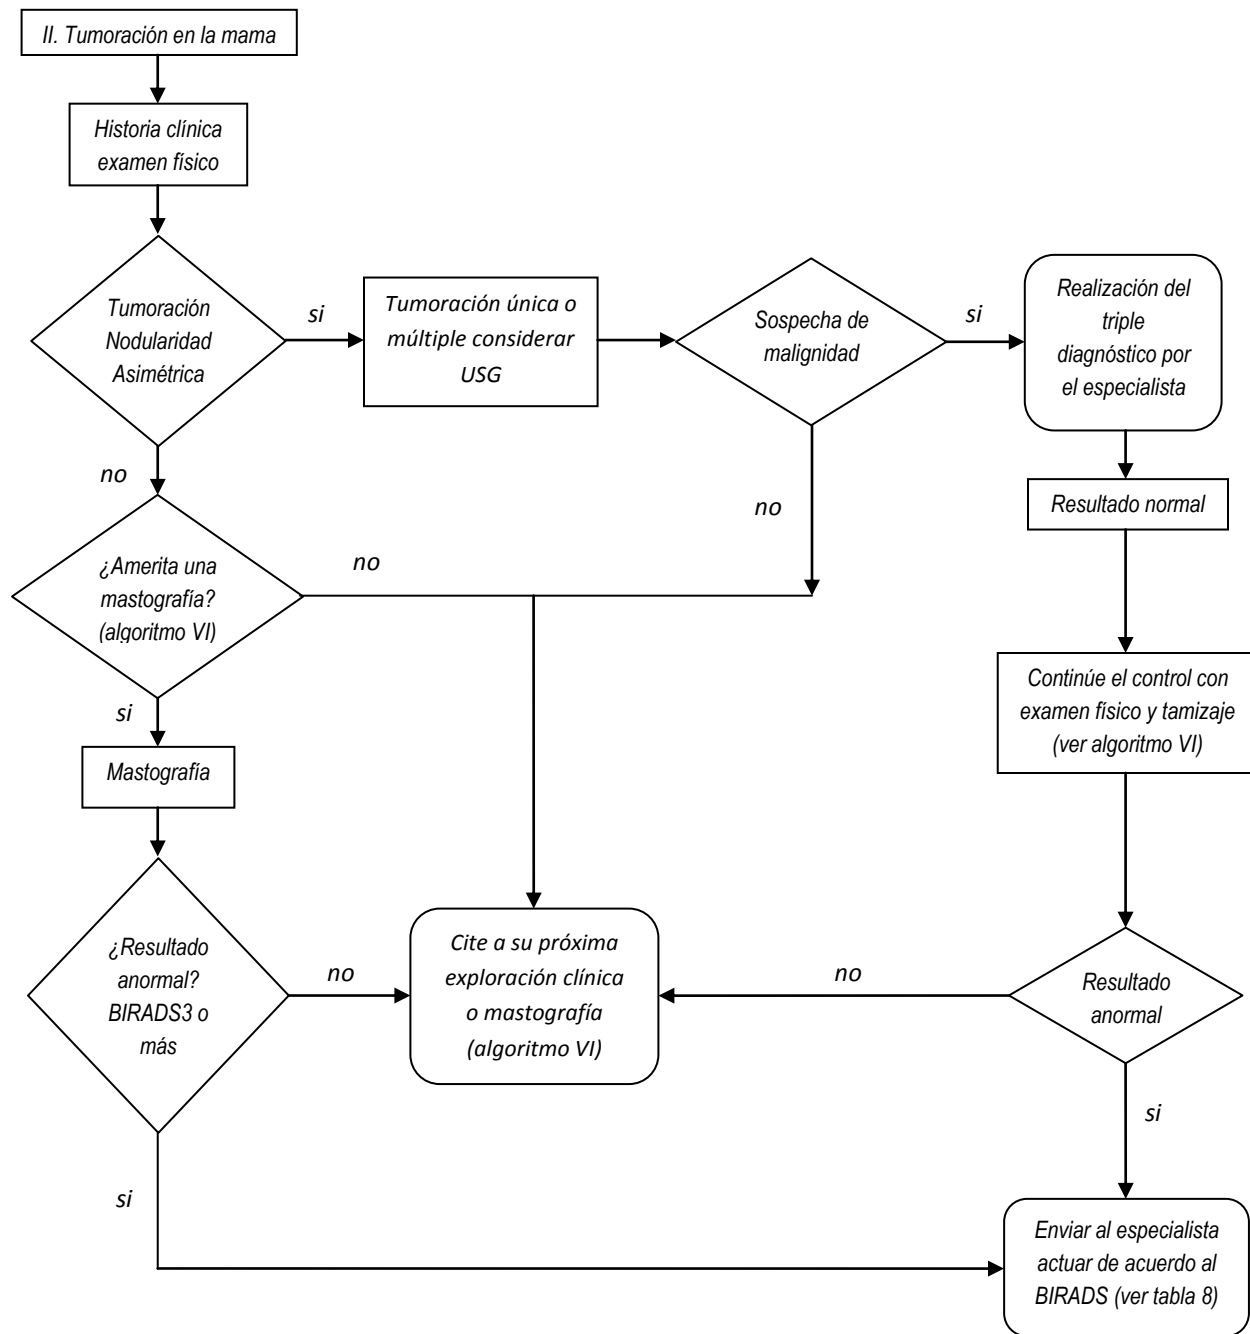 II. Tumoración en la mama
Historia clínica
examen físico
Tumoración
Nodularidad
Asimétrica
si
Tumoración única o
múltiple considerar
USG
Sospecha de
malignidad
si
Realización del
triple
diagnóstico por
el especialista
no
no
Resultado normal
¿Amerita una
mastografía?
(algoritmo VI)
no
si
Mastografía
Continúe el control con
examen físico y tamizaje
(ver algoritmo VI)
¿Resultado
anormal?
BIRADS3 o
más
no
Cite a su próxima
exploración clínica
o mastografía
(algoritmo VI)
no
Resultado
anormal
si
si
Enviar al especialista
actuar de acuerdo al
BIRADS (ver tabla 8)